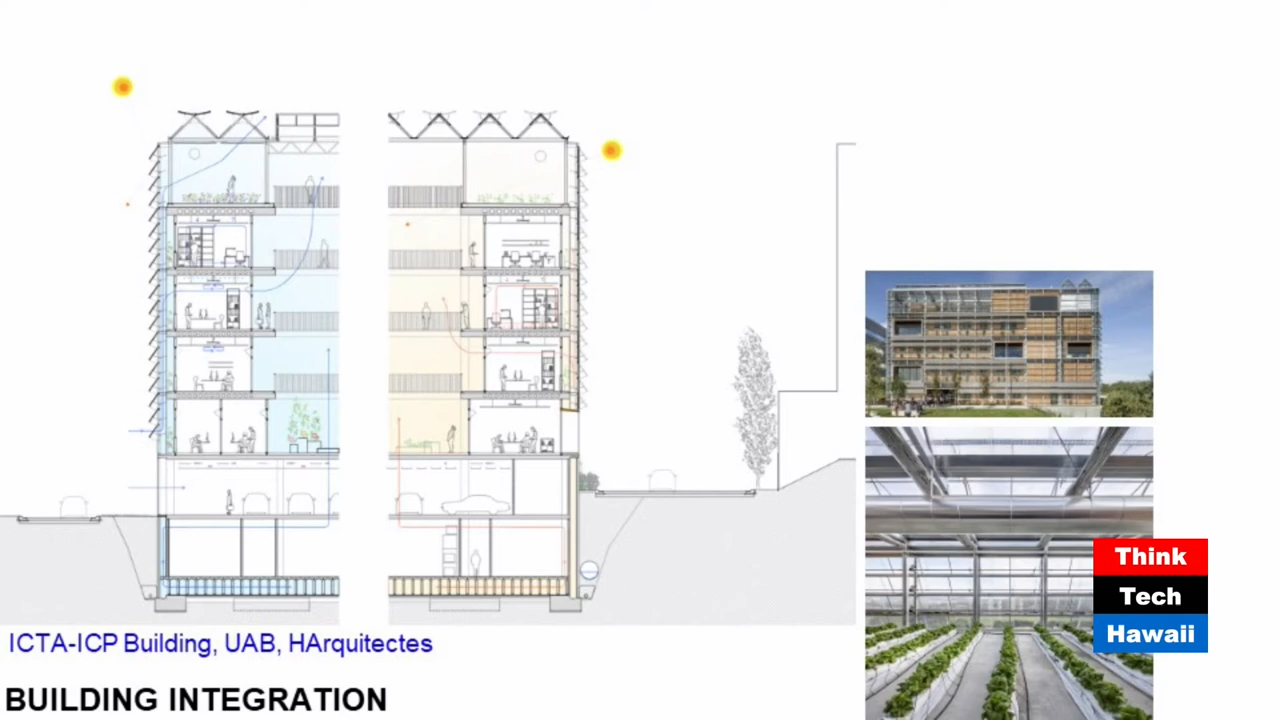 Think
Tech
Hawaii
ICTA-ICP Building, UAB, HArquitectes
BUILDING INTEGRATION